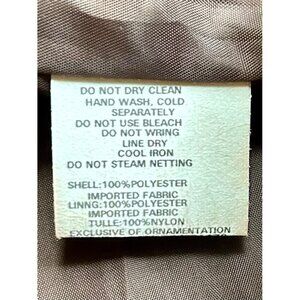 DO NOT DRY CLEAN
HAND WASH, COLD
SEPARATELY
DO NOT USE BLEACH
DO NOT WRING
LINE DRY
COOL IRON
DO NOT STEAM NETTING
SHELL:100%POLYESTER
IMPORTED FABRIC
LINNG:100%POLYESTER
IMPORTED FABRIC
TULLE:100%NYLON
EXCLUSIVE OF ORNAMENTATION